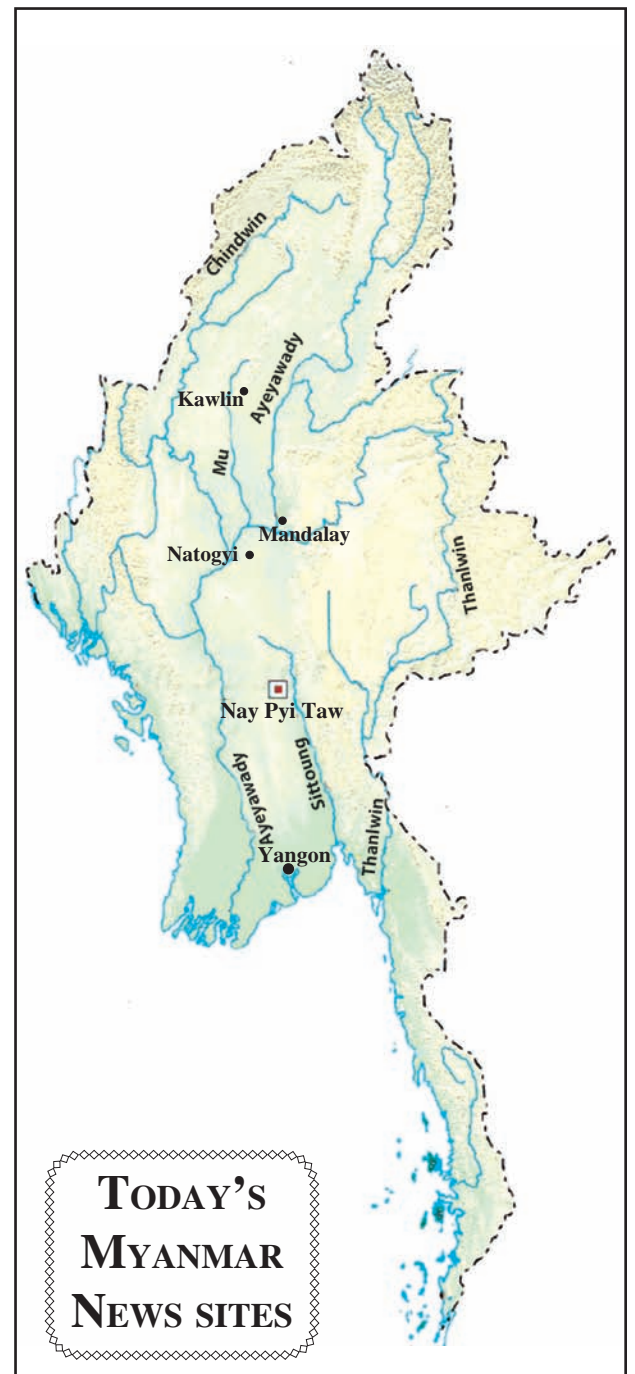 Chindwin
Ayeyawady
Kawlin
Mu
Mandalay
Natogyi
Thanlwin
Nay Pyi Taw
Sittoung
Ayeyawady
Thanlwin
Yangon
TODAY'S
MYANMAR
NEWS SITES